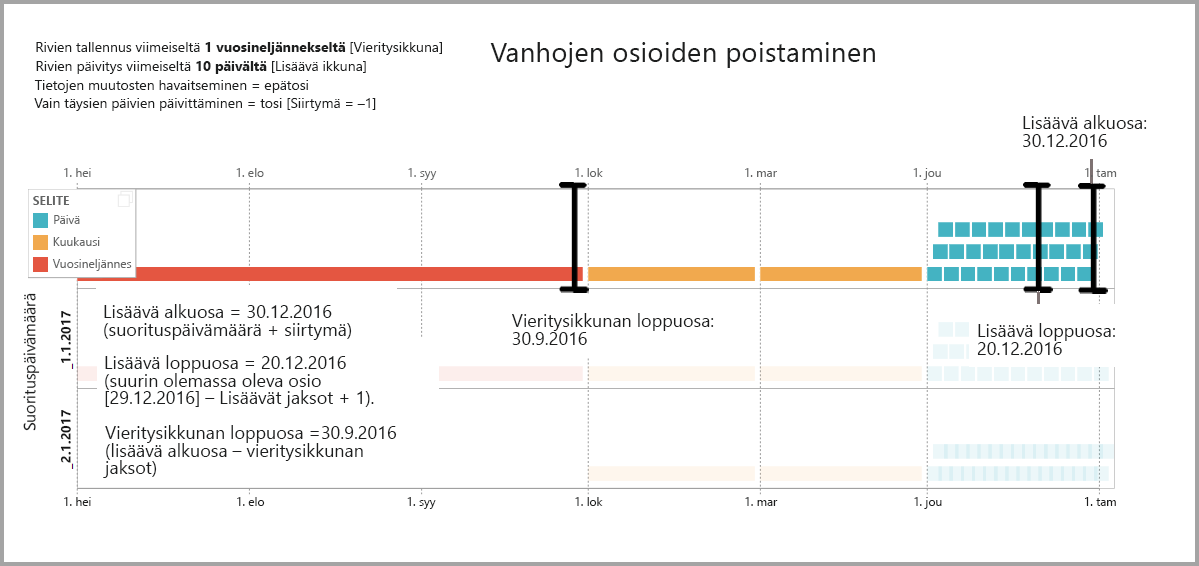 Rivien tallennus viimeiseltä 1 vuosineljännekseltä [Vieritysikkuna]
Rivien päivitys viimeiseltä 10 päivältä [Lisäävä ikkuna]
Tietojen muutosten havaitseminen = epätosi
Vain täysien päivien päivittäminen = tosi [Siirtymä = –1]
Vanhojen osioiden poistaminen
Lisäävä alkuosa:
30.12.2016
1. hei
1. elo
1. syy
1. lok
1. mar
1. jou
1. tam
SELITE
Päivä
Kuukausi
Vuosineljännes
Suorituspäivämäärä
1.1.2017
2.1.2017
Lisäävä alkuosa = 30.12.2016
(suorituspäivämäärä + siirtymä)
Lisäävä loppuosa = 20.12.2016
(suurin olemassa oleva osio
[29.12.2016] – Lisäävät jaksot + 1).
Vieritysikkunan loppuosa =30.9.2016
(lisäävä alkuosa – vieritysikkunan
jaksot)
Vieritysikkunan loppuosa:
30.9.2016
Lisäävä loppuosa:
20.12.2016
1. hei
1. elo
1. syy
1. lok
1. mar
1. jou
1. tam